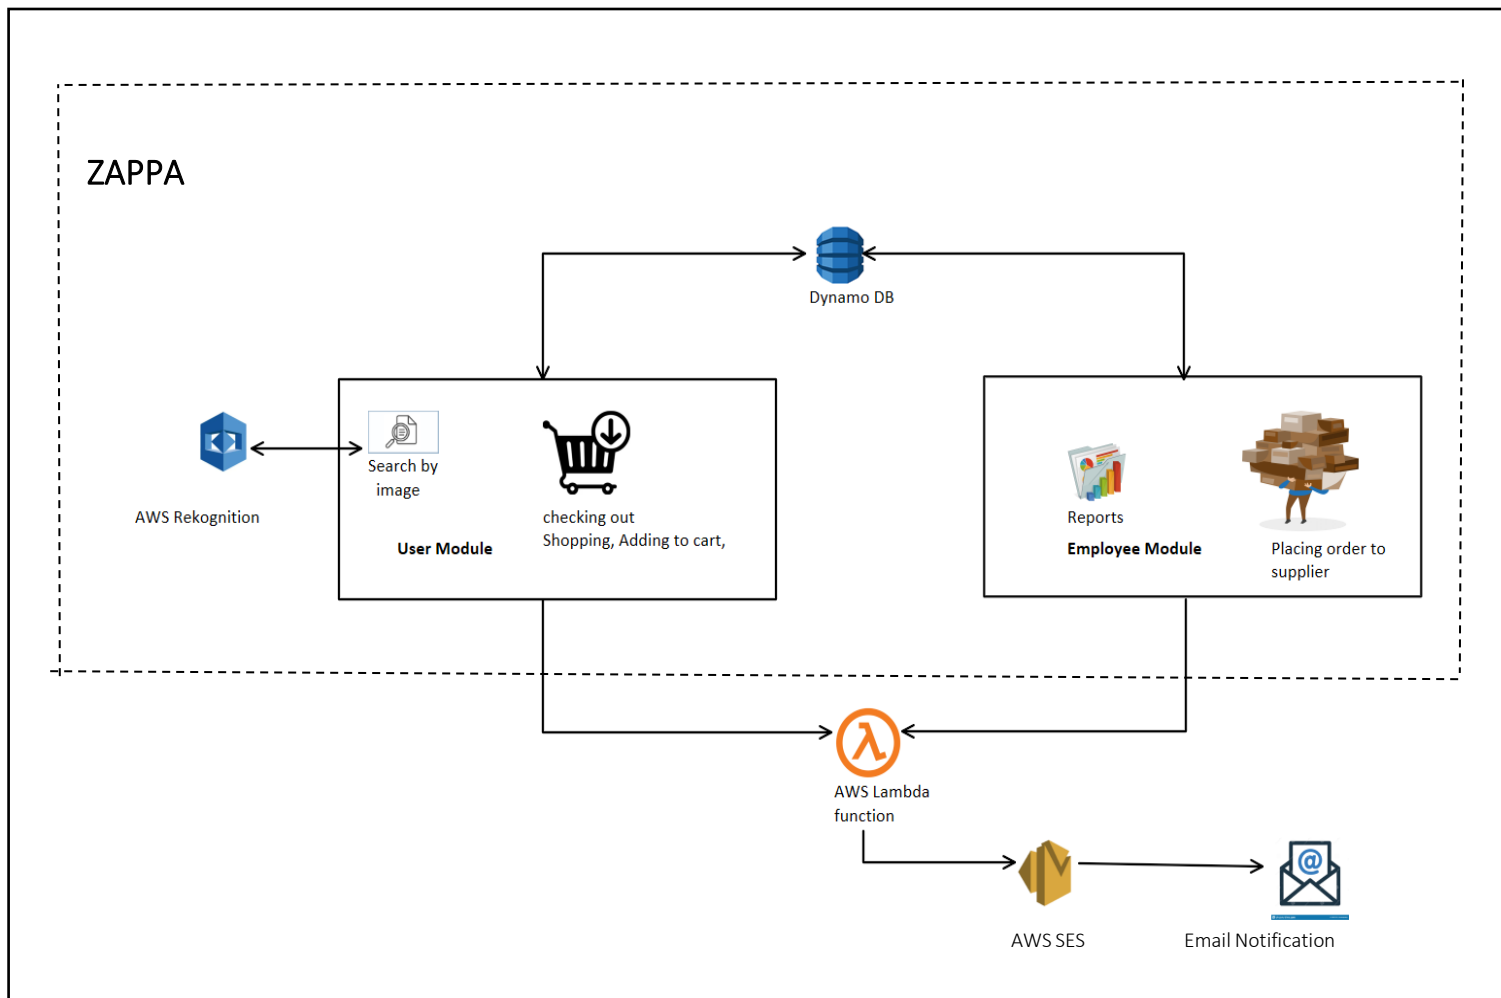 ZAPPA
Dynamo DB
Search by
image
AWS Rekognition
checking out
Shopping, Adding to cart,
User Module
Reports
Employee Module
Placing order to
supplier
AWS Lambda
function
@
AWS SES
Email Notification